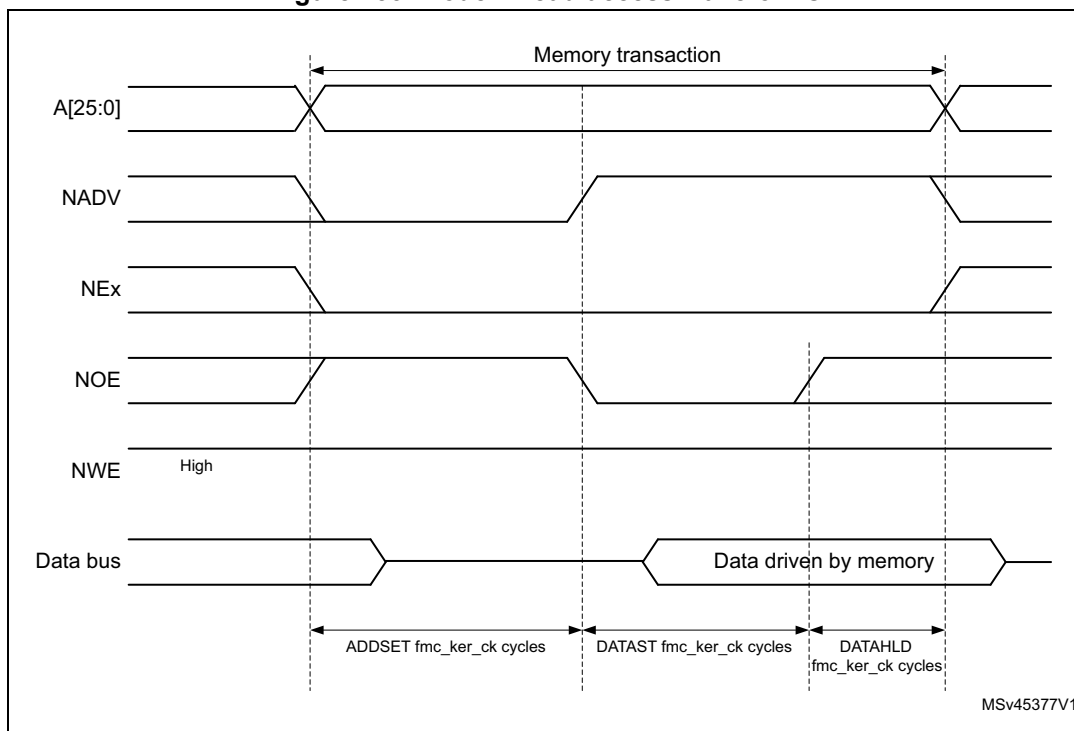 Memory transaction
A[25:0]
NADV
NEx
NOE
High
NWE
Data bus
Data driven by memory
ADDSET fmc_ker_ck cycles
DATAST fmc_ker_ck cycles
DATAHLD
fmc_ker_ck cycles
MSv45377V1